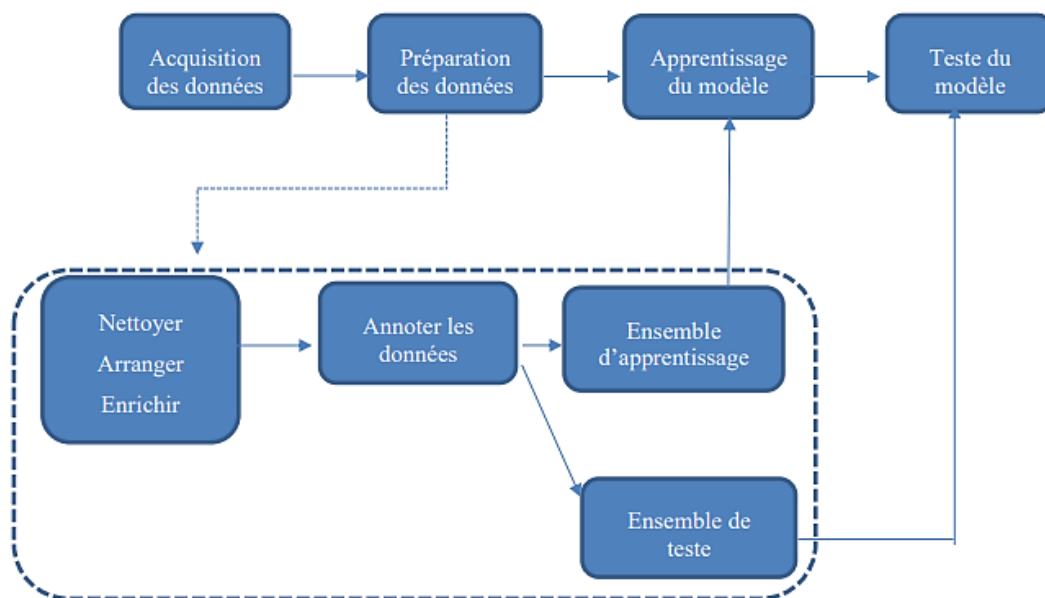 Acquisition
des données
Préparation
des données
Apprentissage
du modèle
Teste du
modèle
Nettoyer
Arranger
Enrichir
Annoter les
données
Ensemble
d’apprentissage
Ensemble de
teste